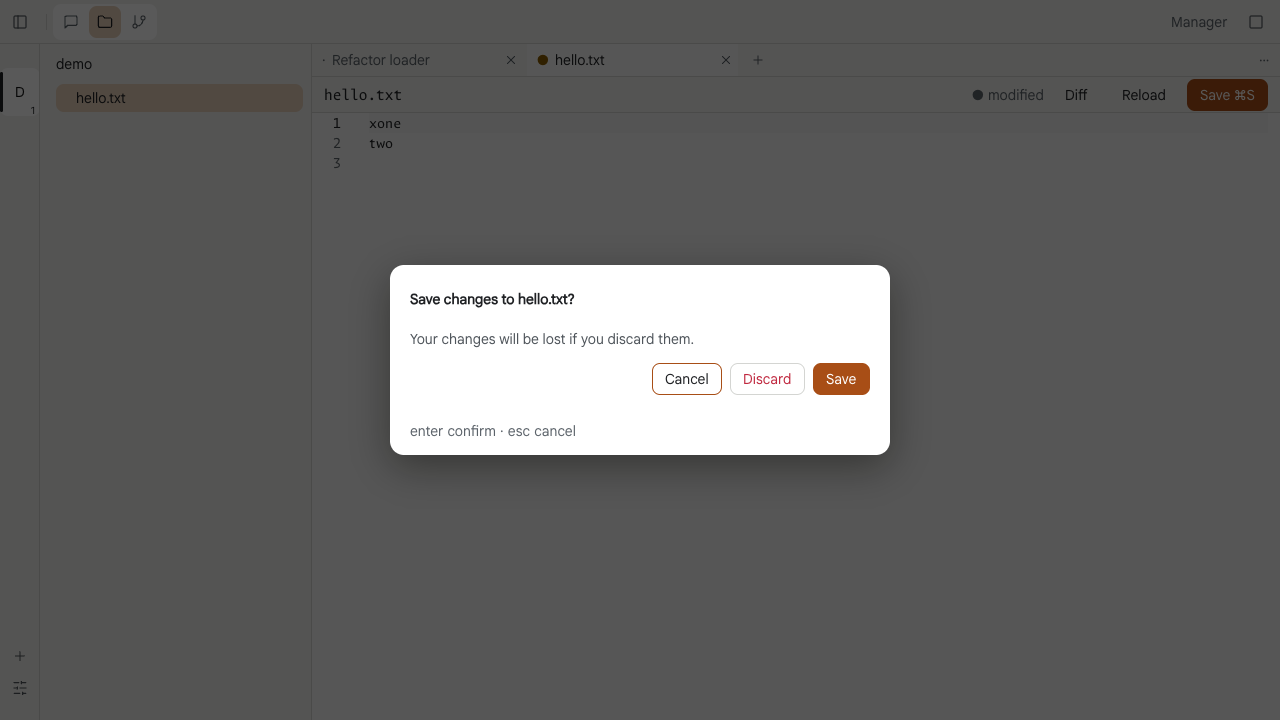 Manager
D
1
demo
hello.txt
· Refactor loader
hello.txt
hello.txt
modified
Diff
Reload
Save ⌘S
1 xone
2 two
3
Save changes to hello.txt?
Your changes will be lost if you discard them.
Cancel
Discard
Save
enter confirm · esc cancel